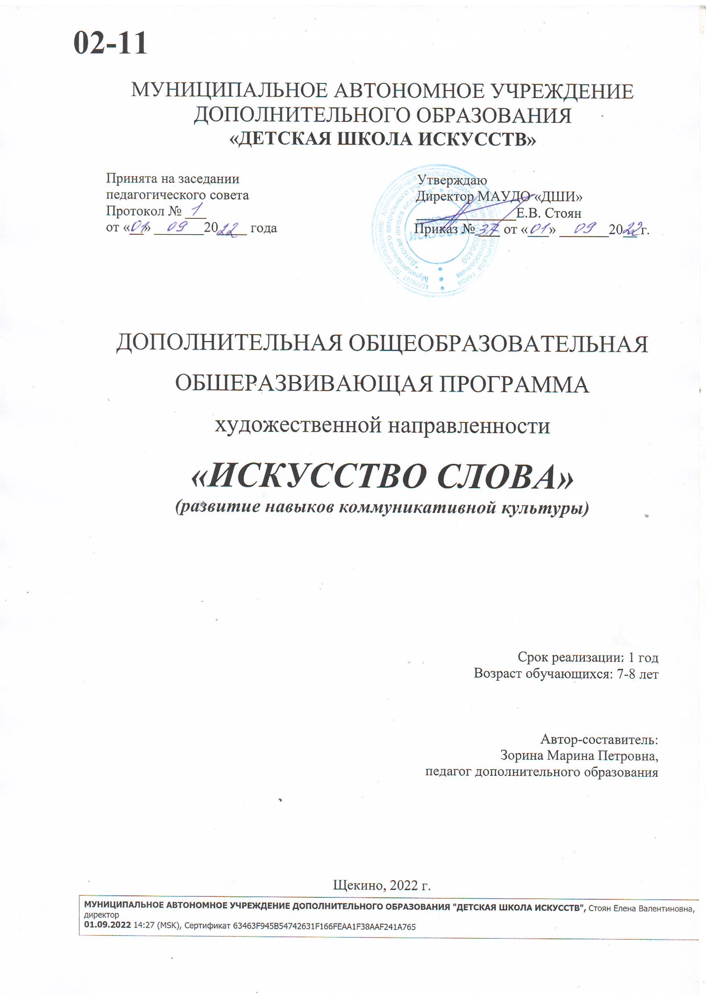 02-11
МУНИЦИПАЛЬНОЕ АВТОНОМНОЕ УЧРЕЖДЕНИЕ
ДОПОЛНИТЕЛЬНОГО ОБРАЗОВАНИЯ
«ДЕТСКАЯ ШКОЛА ИСКУССТВ»
Принята на заседании
педагогического совета
Протокол № 1
от «01» 09 2022 года
Утверждаю
Директор МАУДО «ДШИ»
Е.В. Стоян
Приказ № 37 от «01» 09 2022 г.
ШКОЛА
ИСКУССТВ
ДОПОЛНИТЕЛЬНАЯ ОБЩЕОБРАЗОВАТЕЛЬНАЯ
ОБШЕРАЗВИВАЮЩАЯ ПРОГРАММА
художественной направленности
«ИСКУССТВО СЛОВА»
(развитие навыков коммуникативной культуры)
Срок реализации: 1 год
Возраст обучающихся: 7-8 лет
Автор-составитель:
Зорина Марина Петровна,
педагог дополнительного образования
Щекино, 2022 г.
МУНИЦИПАЛЬНОЕ АВТОНОМНОЕ УЧРЕЖДЕНИЕ ДОПОЛНИТЕЛЬНОГО ОБРАЗОВАНИЯ "ДЕТСКАЯ ШКОЛА ИСКУССТВ", Стоян Елена Валентиновна,
директор
01.09.2022 14:27 (MSK), Сертификат 63463F945B54742631F166FEAA1F38AAF241A765